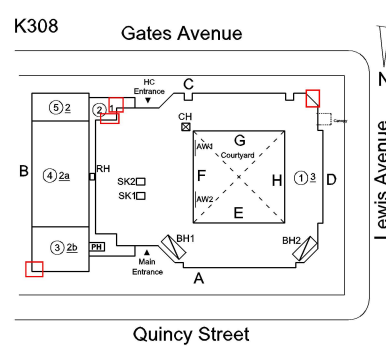 K308
Gates Avenue
N
HC
Entrance
C
5 2
2 1
CH
G
AW1
Courtyard
B
4 2a
RH
F
H
1 3
D
SK2
SK1
AW2
E
Lewis Avenue
3 2b
PH
BH1
BH2
Main
Entrance
A
Quincy Street